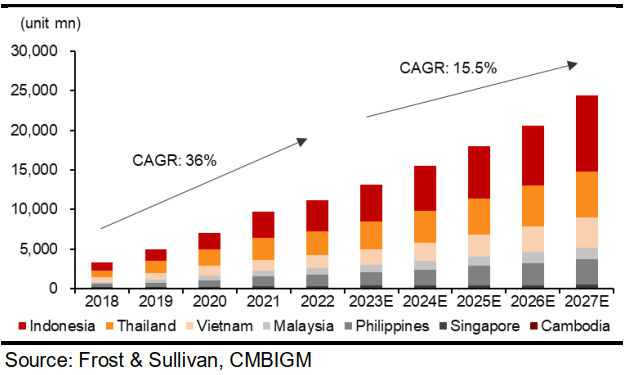 (unit mn)
30,000
25,000
20,000
15,000
10,000
5,000
0
CAGR: 36%
CAGR: 15.5%
2018 2019 2020 2021 2022 2023E 2024E 2025E 2026E 2027E
Indonesia Thailand Vietnam Malaysia Philippines Singapore Cambodia
Source: Frost & Sullivan, CMBIGM